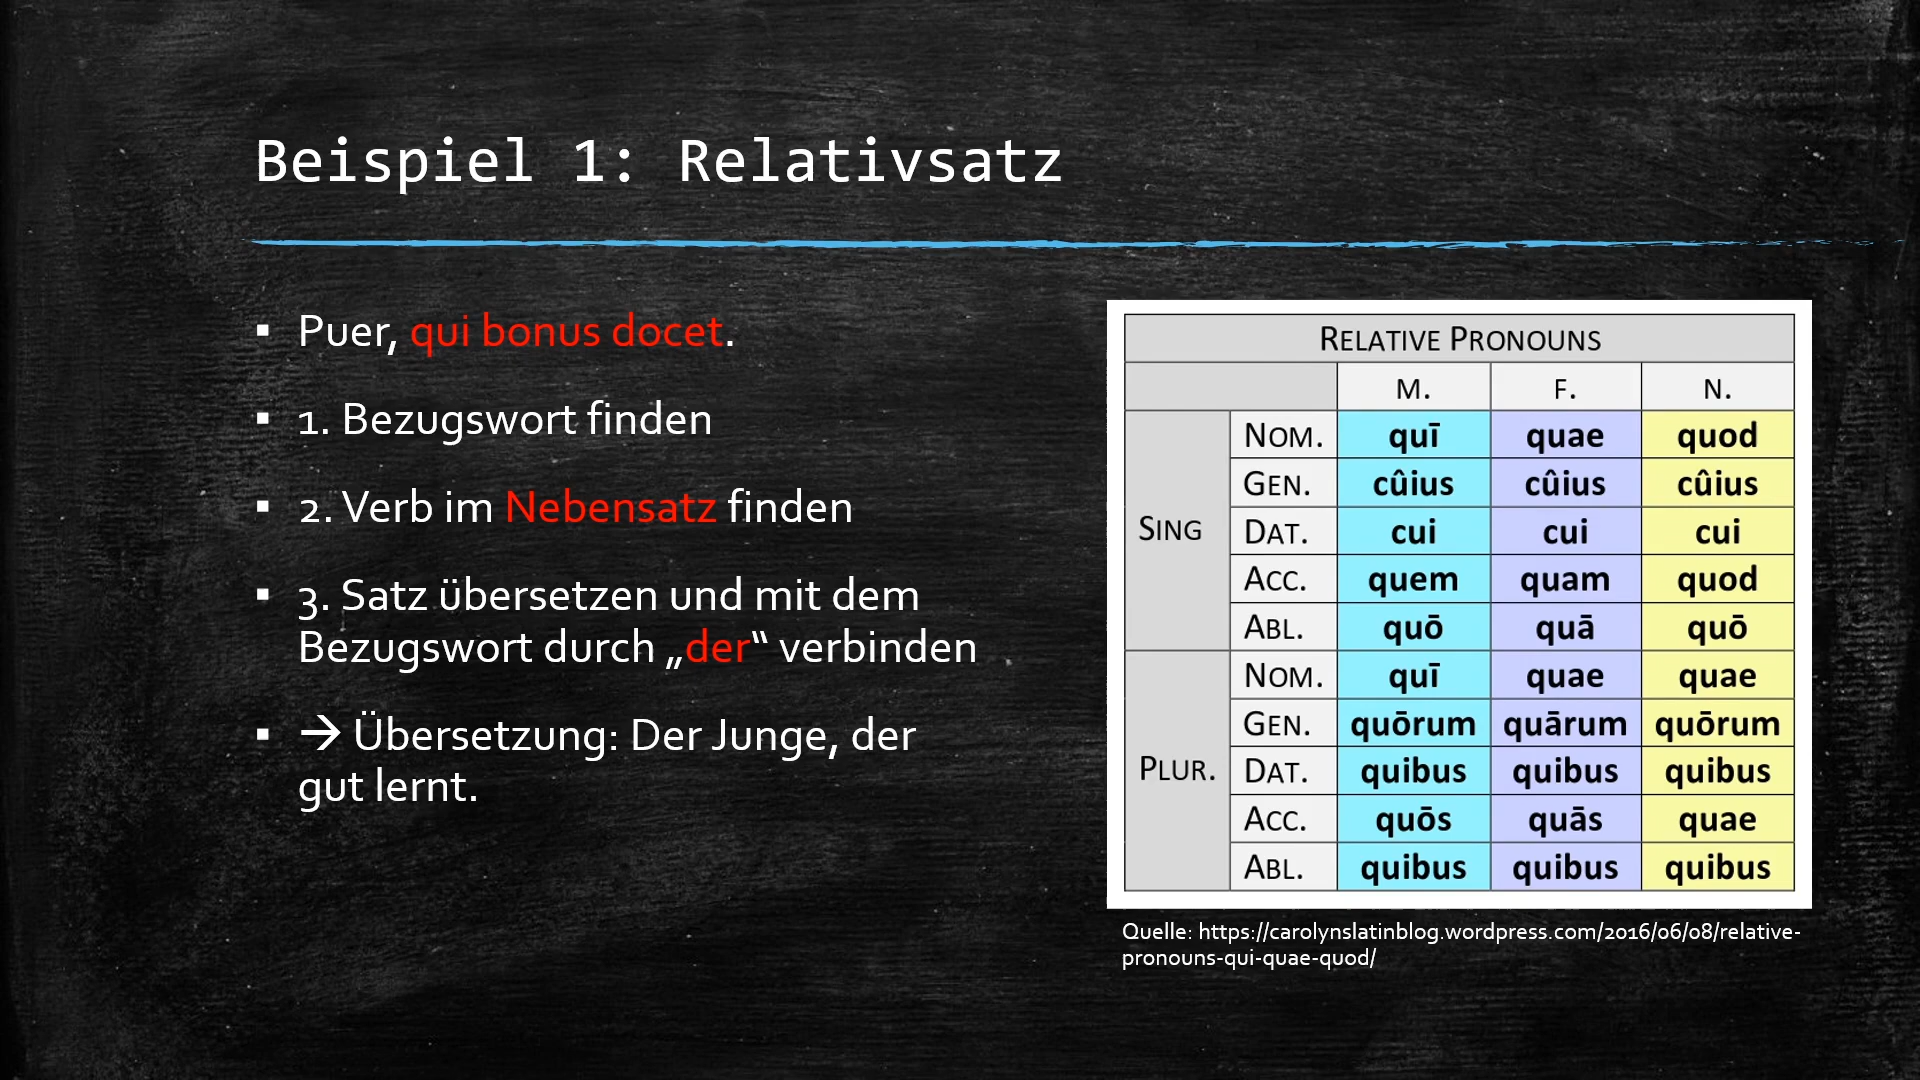 Beispiel 1: Relativsatz
▪ Puer, qui bonus docet.
▪ 1. Bezugswort finden
▪ 2. Verb im Nebensatz finden
▪ 3. Satz übersetzen und mit dem
Bezugswort durch „der“ verbinden
▪ → Übersetzung: Der Junge, der
gut lernt.
RELATIVE PRONOUNS
M. F. N.
SING
NOM. quī quae quod
GEN. cûius cûius cûius
DAT. cui cui cui
ACC. quem quam quod
ABL. quō quā quō
PLUR.
NOM. quī quae quae
GEN. quōrum quārum quōrum
DAT. quibus quibus quibus
ACC. quōs quās quae
ABL. quibus quibus quibus
Quelle: https://carolynslatinblog.wordpress.com/2016/06/08/relative-
pronouns-qui-quae-quod/